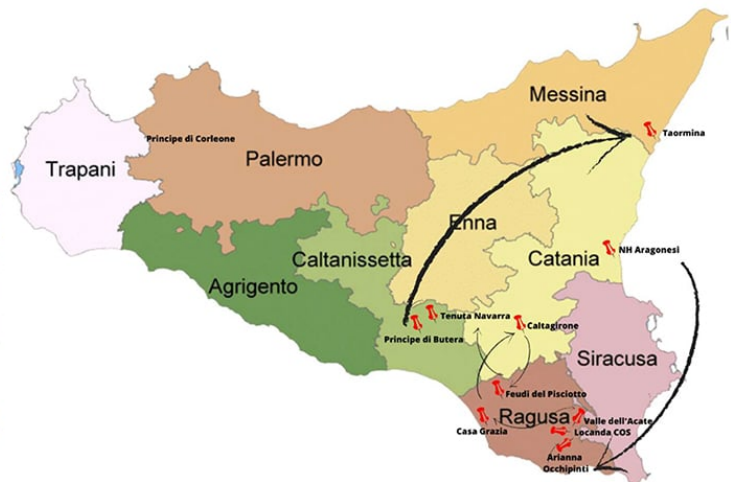 Messina
Taormina
Principe di Corleone
Palermo
Trapani
Enna
NH Aragonesi
Caltanissetta
Catania
Agrigento
Tenuta Navarra
Caltagirone
Principe di Butera
Siracusa
Feudi del Pisciotto
Ragusa
Valle dell'Acate
Casa Grazia
Locanda COS
Arianna
Occhipinti